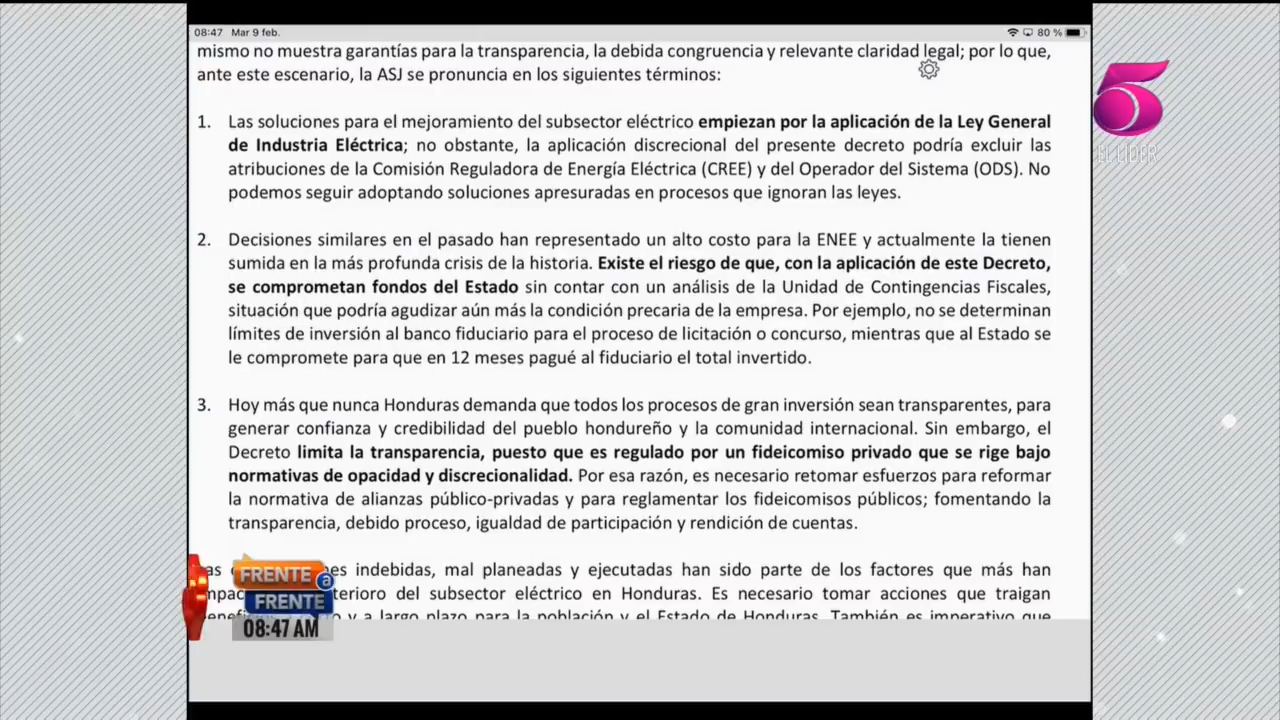 08:47 Mar 9 feb. 80 %
mismo no muestra garantías para la transparencia, la debida congruencia y relevante claridad legal; por lo que,
ante este escenario, la ASJ se pronuncia en los siguientes términos:
1. Las soluciones para el mejoramiento del subsector eléctrico empiezan por la aplicación de la Ley General
de Industria Eléctrica; no obstante, la aplicación discrecional del presente decreto podría excluir las
atribuciones de la Comisión Reguladora de Energía Eléctrica (CREE) y del Operador del Sistema (ODS). No
podemos seguir adoptando soluciones apresuradas en procesos que ignoran las leyes.
2. Decisiones similares en el pasado han representado un alto costo para la ENEE y actualmente la tienen
sumida en la más profunda crisis de la historia. Existe el riesgo de que, con la aplicación de este Decreto,
se comprometan fondos del Estado sin contar con un análisis de la Unidad de Contingencias Fiscales,
situación que podría agudizar aún más la condición precaria de la empresa. Por ejemplo, no se determinan
límites de inversión al banco fiduciario para el proceso de licitación o concurso, mientras que al Estado se
le compromete para que en 12 meses pagué al fiduciario el total invertido.
3. Hoy más que nunca Honduras demanda que todos los procesos de gran inversión sean transparentes, para
generar confianza y credibilidad del pueblo hondureño y la comunidad internacional. Sin embargo, el
Decreto limita la transparencia, puesto que es regulado por un fideicomiso privado que se rige bajo
normativas de opacidad y discrecionalidad. Por esa razón, es necesario retomar esfuerzos para reformar
la normativa de alianzas público-privadas y para reglamentar los fideicomisos públicos; fomentando la
transparencia, debido proceso, igualdad de participación y rendición de cuentas.
indebidas, mal planeadas y ejecutadas han sido parte de los factores que más han
del subsector eléctrico en Honduras. Es necesario tomar acciones que traigan
y a largo plazo para la población y el Estado de Honduras. También es imperativo que
FRENTE a
FRENTE
08:47 AM
5
EL LÍDER